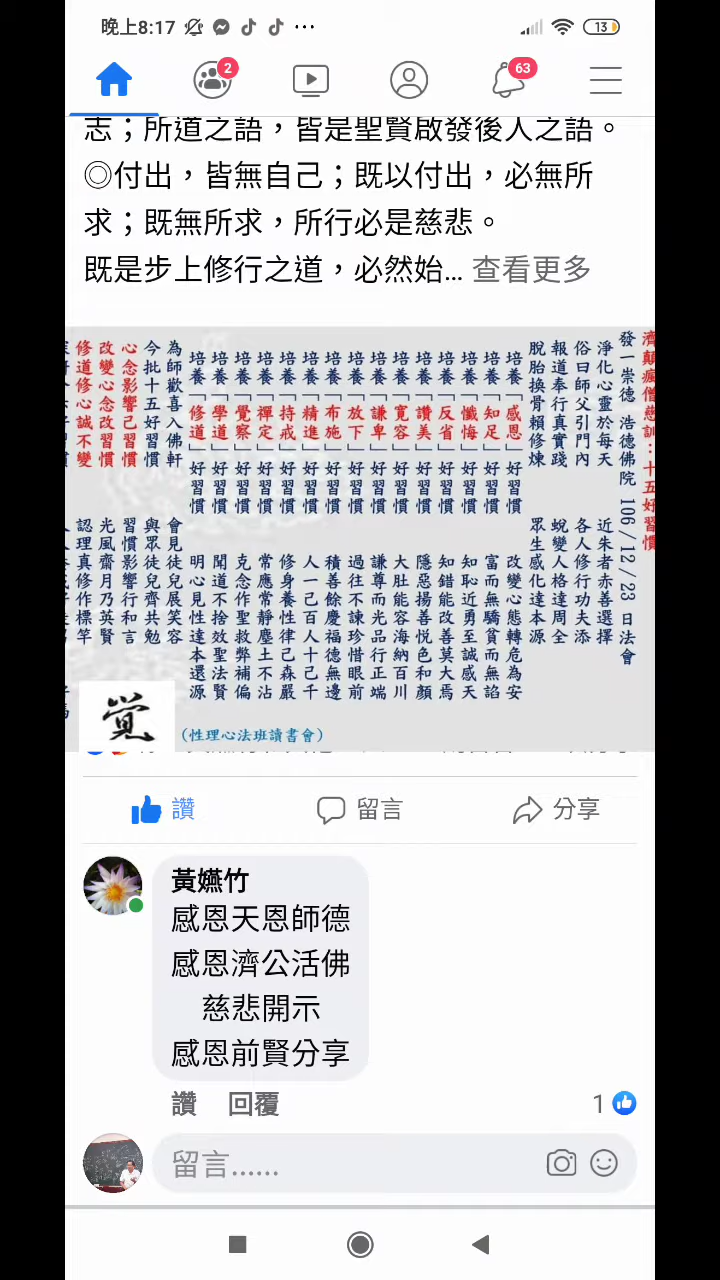 晚上8:17
13
2
63
志；所道之語，皆是聖賢啟發後人之語。
◎付出，皆無自己；既以付出，必無所
求；既無所求，所行必是慈悲。
既是步上修行之道，必然始... 查看更多
濟顛瘋僧慈訓：十五好習慣
發一崇德 浩德佛院 106/12/23 日法會
淨化心靈於每天 近朱者赤善選擇
俗曰師父引門內 各人修行功夫添
報道奉行真實踐 蛻變人格達周全
脫胎換骨賴修煉 眾生感化達本源
培養「感恩」好習慣 改變心態轉危為安
培養「知足」好習慣 富而無驕貧而無諂
培養「懺悔」好習慣 知恥近勇至誠感天
培養「反省」好習慣 知錯能改善莫大焉
培養「讚美」好習慣 隱惡揚善悅色和顏
培養「寬容」好習慣 大肚能容海納百川
培養「謙卑」好習慣 謙尊而光品行正端
培養「放下」好習慣 過往不諫珍惜眼前
培養「布施」好習慣 積善餘慶福德無邊
培養「精進」好習慣 人一己百人十己千
培養「持戒」好習慣 修身養性律己森嚴
培養「禪定」好習慣 常應常靜塵土不沾
培養「覺察」好習慣 克念作聖救弊補偏
培養「學道」好習慣 聞道不捨效聖法賢
培養「修道」好習慣 明心見性達本還源
為師歡喜入佛軒 會見徒兒展笑容
今批十五好習慣 與眾徒兒齊共勉
心念影響己習慣 習慣影響行和言
改變心念改習慣 光風霽月乃英賢
修道修心誠不變 認理真修作標竿
覚
(性理心法班讀書會)
讚
留言
分享
黃嬿竹
感恩天恩師德
感恩濟公活佛
慈悲開示
感恩前賢分享
讚 回覆 1
留言……